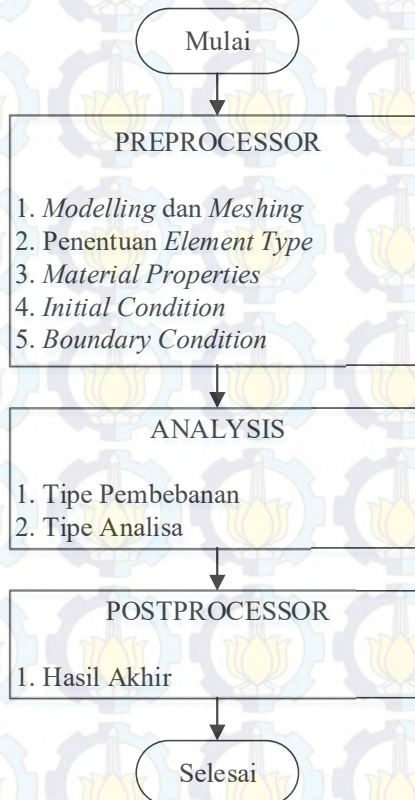 Mulai
PREPROCESSOR
1. Modelling dan Meshing
2. Penentuan Element Type
3. Material Properties
4. Initial Condition
5. Boundary Condition
ANALYSIS
1. Tipe Pembebanan
2. Tipe Analisa
POSTPROCESSOR
1. Hasil Akhir
Selesai